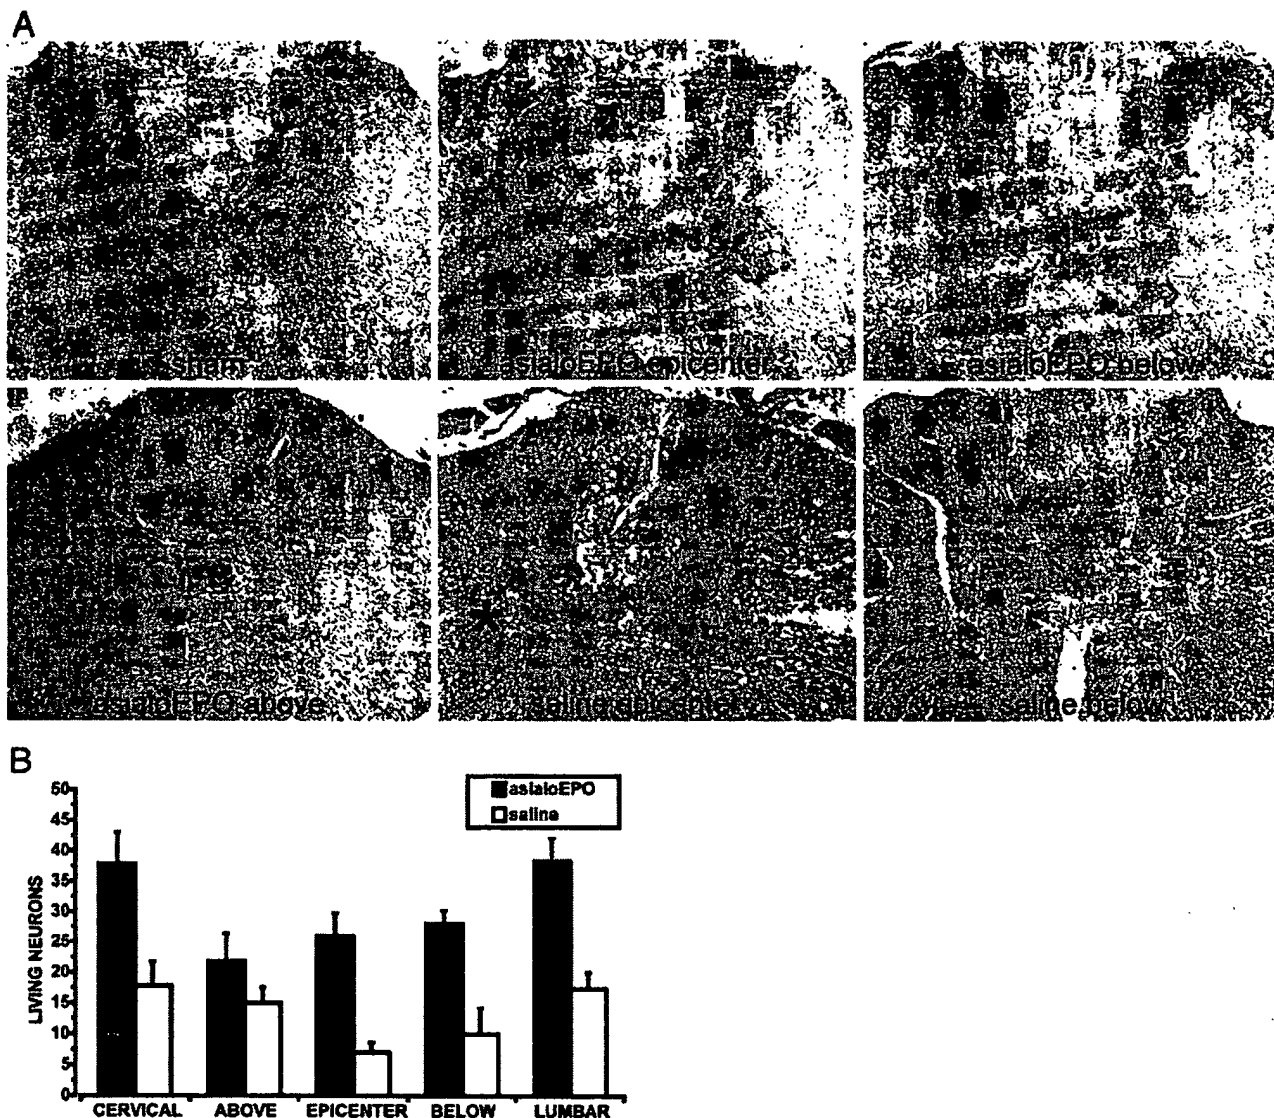 A
sham
asialoEPO epicenter
asialoEPO below
asialoEPO above
saline epicenter
saline below
B
asialoEPO
saline
LIVING NEURONS
50
45
40
35
30
25
20
15
10
5
0
CERVICAL ABOVE EPICENTER BELOW LUMBAR